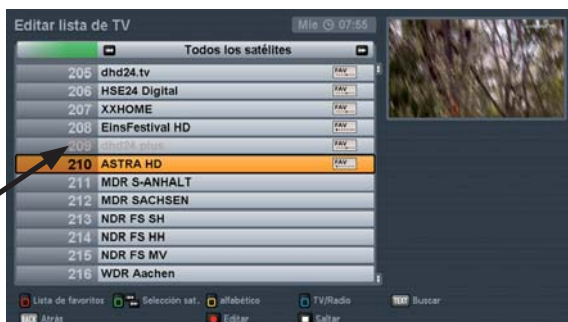 Editar lista de TV
Mie 07:55
Todos los satélites
205 dhd24.tv FAV
206 HSE24 Digital FAV
207 XXHOME FAV
208 EinsFestival HD FAV
209 dhd24 plus
210 ASTRA HD FAV
211 MDR S-ANHALT
212 MDR SACHSEN
213 NDR FS SH
214 NDR FS HH
215 NDR FS MV
216 WDR Aachen
Lista de favoritos Selección sat. alfabético TV/Radio TEXT Buscar
BACK Atrás Editar Saltar